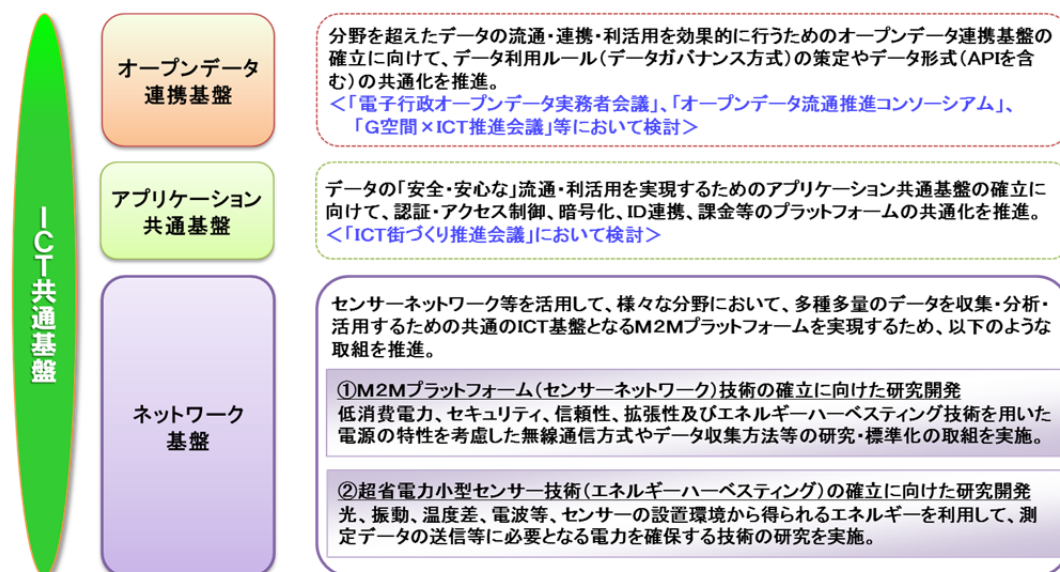 ICT共通基盤
オープンデータ
連携基盤
分野を超えたデータの流通・連携・利活用を効果的に行うためのオープンデータ連携基盤の
確立に向けて、データ利用ルール(データガバナンス方式)の策定やデータ形式(APIを含
む)の共通化を推進。
<「電子行政オープンデータ実務者会議」、「オープンデータ流通推進コンソーシアム」、
「G空間×ICT推進会議」等において検討>
アプリケーション
共通基盤
データの「安全・安心な」流通・利活用を実現するためのアプリケーション共通基盤の確立に
向けて、認証・アクセス制御、暗号化、ID連携、課金等のプラットフォームの共通化を推進。
<「ICT街づくり推進会議」において検討>
ネットワーク
基盤
センサーネットワーク等を活用して、様々な分野において、多種多量のデータを収集・分析・
活用するための共通のICT基盤となるM2Mプラットフォームを実現するため、以下のような
取組を推進。
①M2Mプラットフォーム(センサーネットワーク)技術の確立に向けた研究開発
低消費電力、セキュリティ、信頼性、拡張性及びエネルギーハーベスティング技術を用いた
電源の特性を考慮した無線通信方式やデータ収集方法等の研究・標準化の取組を実施。
②超省電力小型センサー技術(エネルギーハーベスティング)の確立に向けた研究開発
光、振動、温度差、電波等、センサーの設置環境から得られるエネルギーを利用して、測
定データの送信等に必要となる電力を確保する技術の研究を実施。